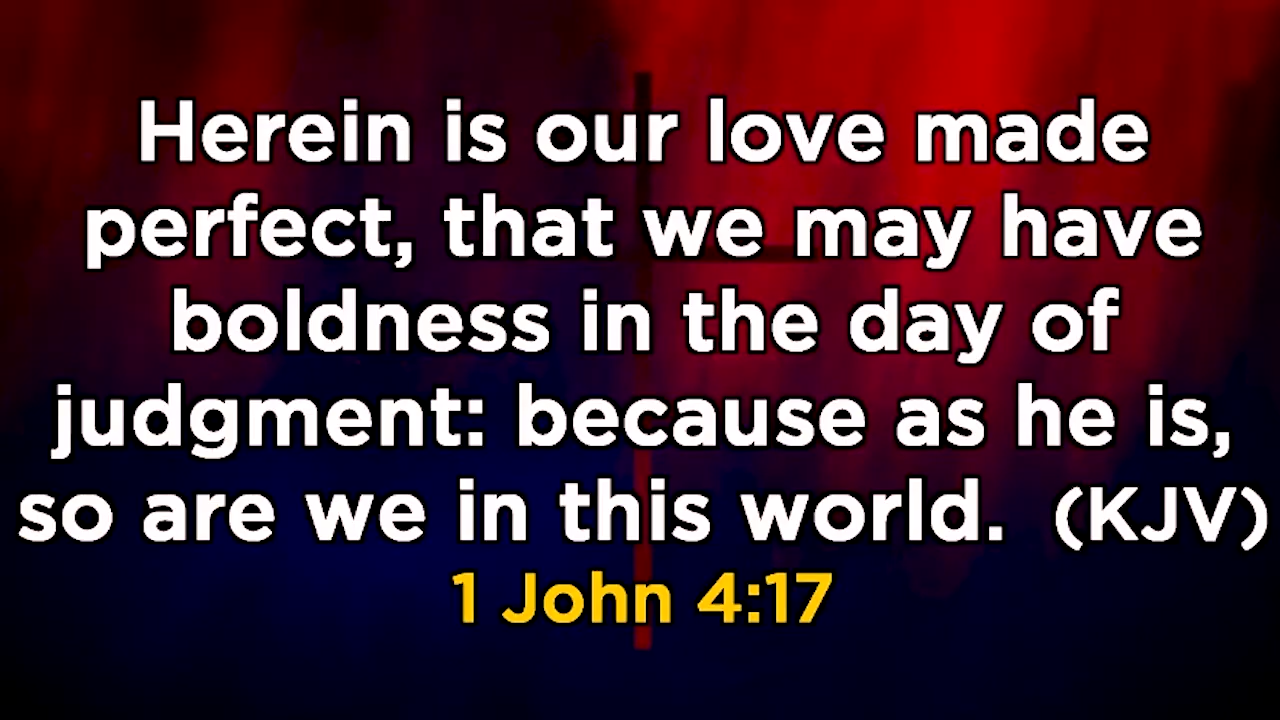 Herein is our love made
perfect, that we may have
boldness in the day of
judgment: because as he is,
so are we in this world. (KJV)
1 John 4:17